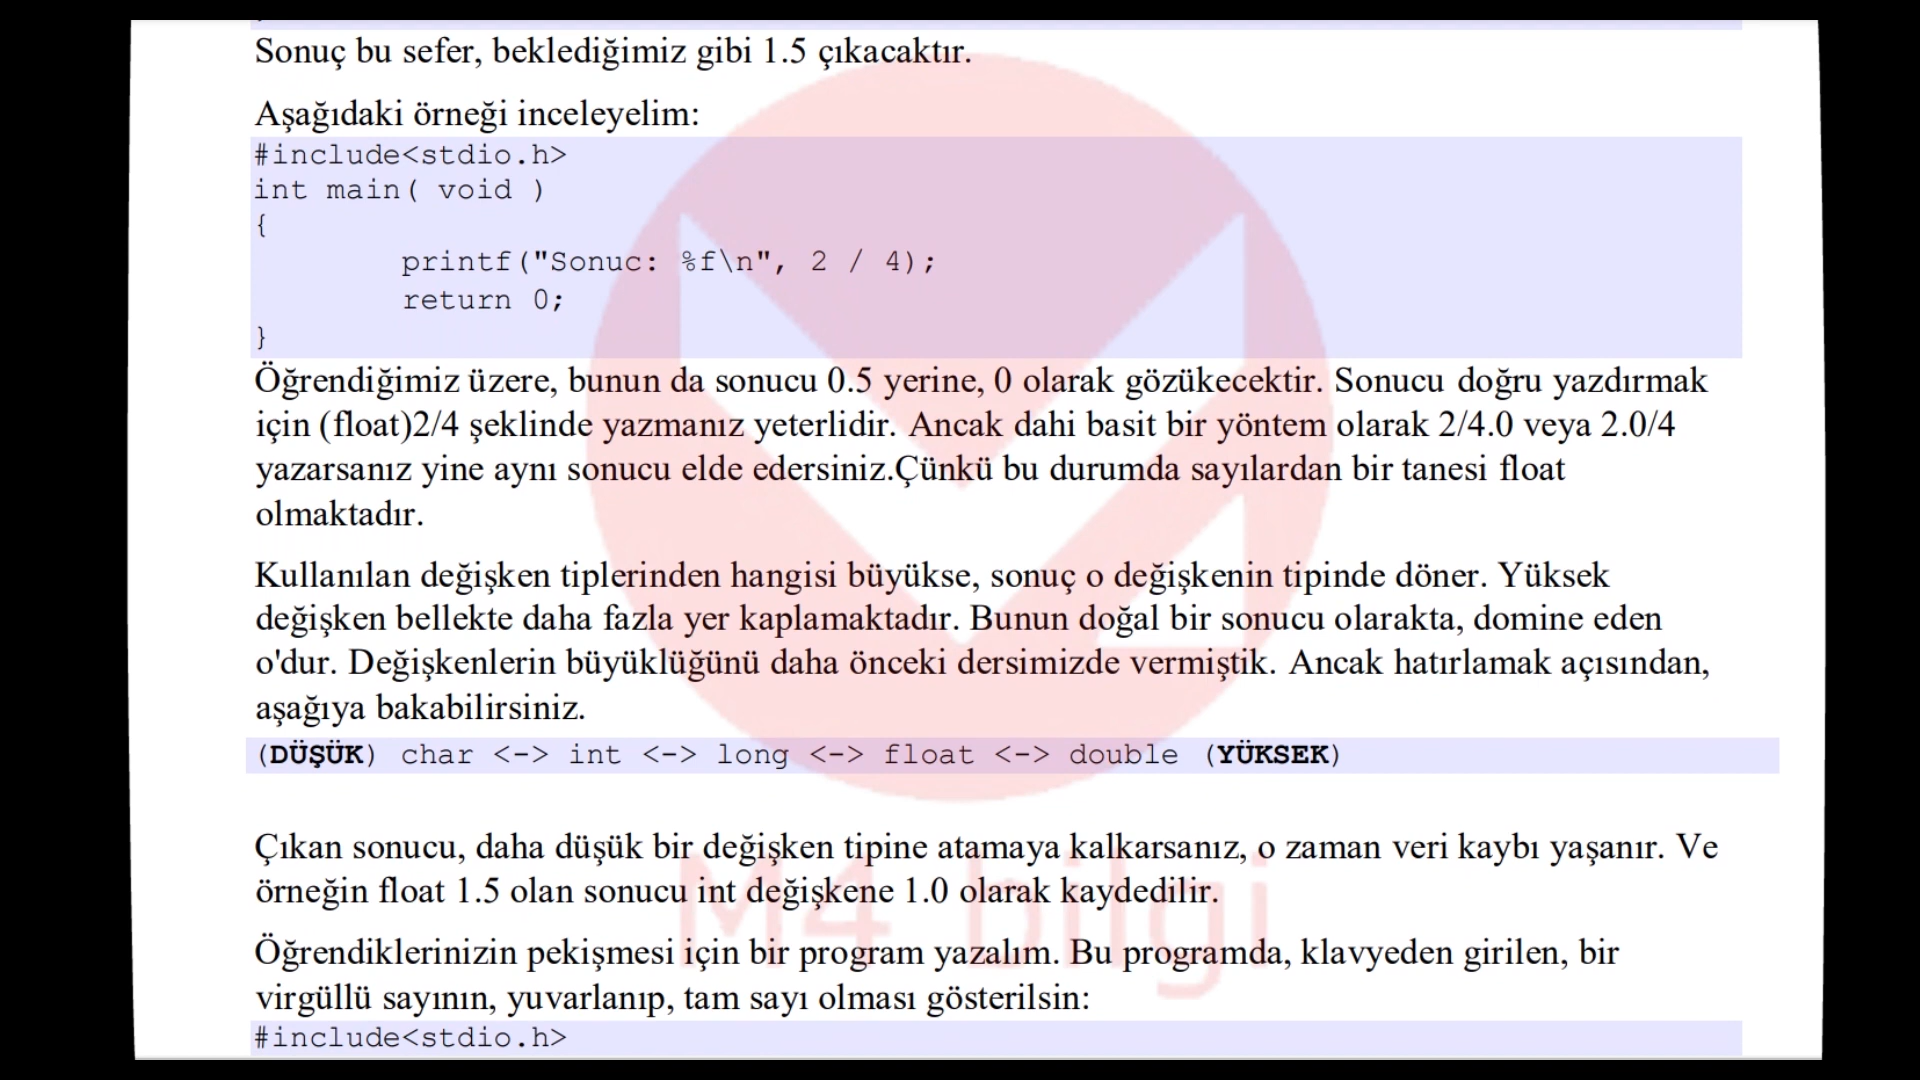 Sonuç bu sefer, beklediğimiz gibi 1.5 çıkacaktır.
Aşağıdaki örneği inceleyelim:
#include<stdio.h>
int main( void )
{
printf("Sonuc: %f\n", 2 / 4);
return 0;
}
Öğrendiğimiz üzere, bunun da sonucu 0.5 yerine, 0 olarak gözükecektir. Sonucu doğru yazdırmak
için (float)2/4 şeklinde yazmanız yeterlidir. Ancak dahi basit bir yöntem olarak 2/4.0 veya 2.0/4
yazarsanız yine aynı sonucu elde edersiniz.Çünkü bu durumda sayılardan bir tanesi float
olmaktadır.
Kullanılan değişken tiplerinden hangisi büyükse, sonuç o değişkenin tipinde döner. Yüksek
değişken bellekte daha fazla yer kaplamaktadır. Bunun doğal bir sonucu olarakta, domine eden
o'dur. Değişkenlerin büyüklüğünü daha önceki dersimizde vermiştik. Ancak hatırlamak açısından,
aşağıya bakabilirsiniz.
(DÜŞÜK) char <-> int <-> long <-> float <-> double (YÜKSEK)
Çıkan sonucu, daha düşük bir değişken tipine atamaya kalkarsanız, o zaman veri kaybı yaşanır. Ve
örneğin float 1.5 olan sonucu int değişkene 1.0 olarak kaydedilir.
M4 bilgi
Öğrendiklerinizin pekişmesi için bir program yazalım. Bu programda, klavyeden girilen, bir
virgüllü sayının, yuvarlanıp, tam sayı olması gösterilsin:
#include<stdio.h>